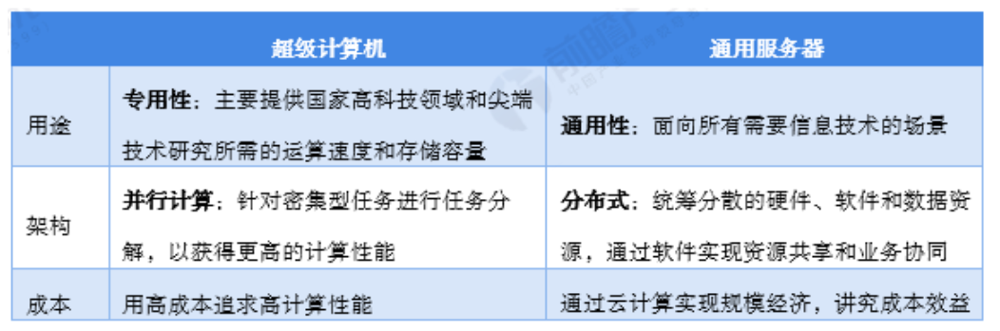 超级计算机 通用服务器
用途
专用性：主要提供国家高科技领域和尖端
技术研究所需的运算速度和存储容量
通用性：面向所有需要信息技术的场景
架构
并行计算：针对密集型任务进行任务分
解，以获得更高的计算性能
分布式：统筹分散的硬件、软件和数据资
源，通过软件实现资源共享和业务协同
成本
用高成本追求高计算性能
通过云计算实现规模经济，讲究成本效益